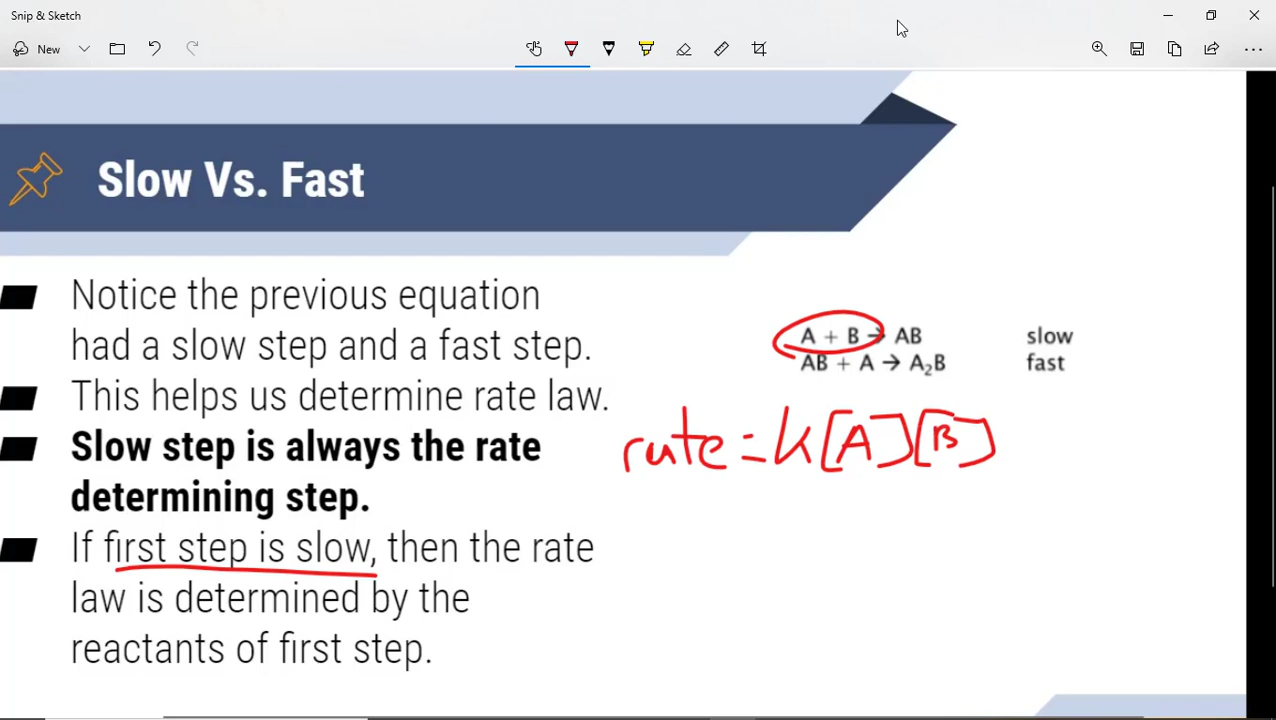 Snip & Sketch
New
Slow Vs. Fast
Notice the previous equation
had a slow step and a fast step.
This helps us determine rate law.
Slow step is always the rate
determining step.
If first step is slow, then the rate
law is determined by the
reactants of first step.
A + B → AB slow
AB + A → A₂B fast
rate = k[A][B]